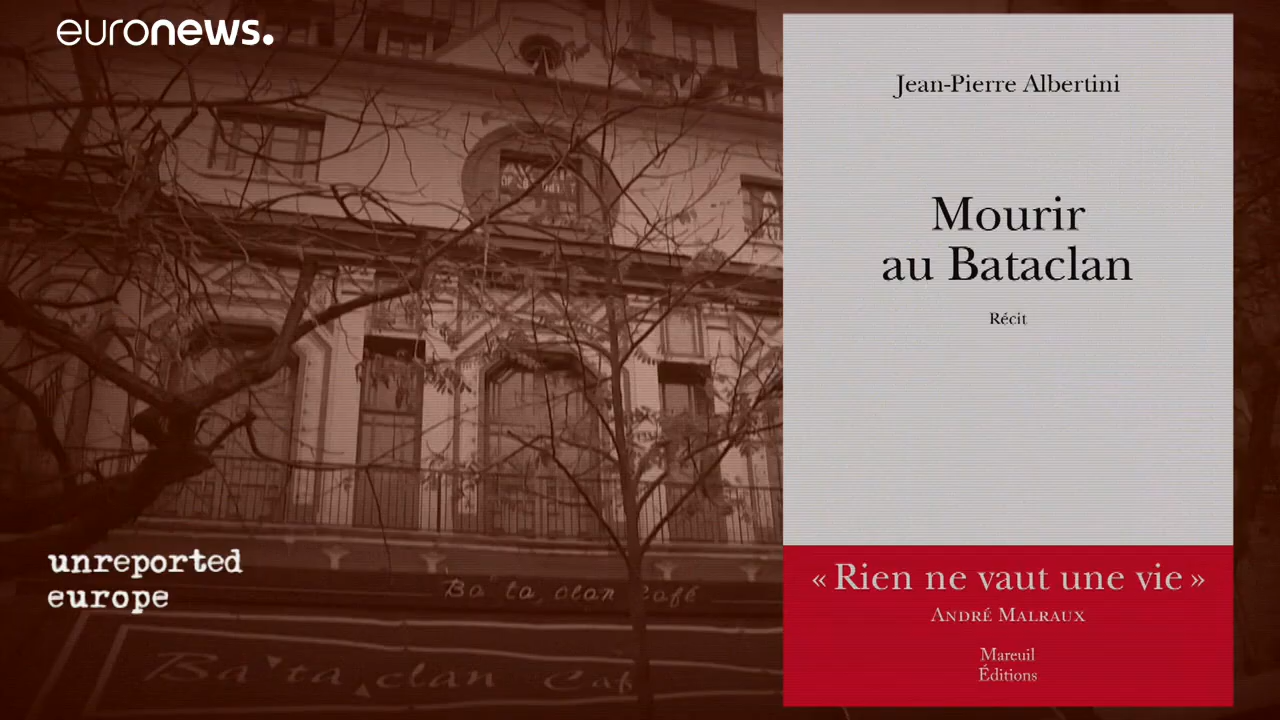 euronews.
Jean-Pierre Albertini
Mourir
au Bataclan
Récit
« Rien ne vaut une vie »
André Malraux
Mareuil
Éditions
unreported
europe
Ba'ta,clan Café
Ba'ta,clan Caf